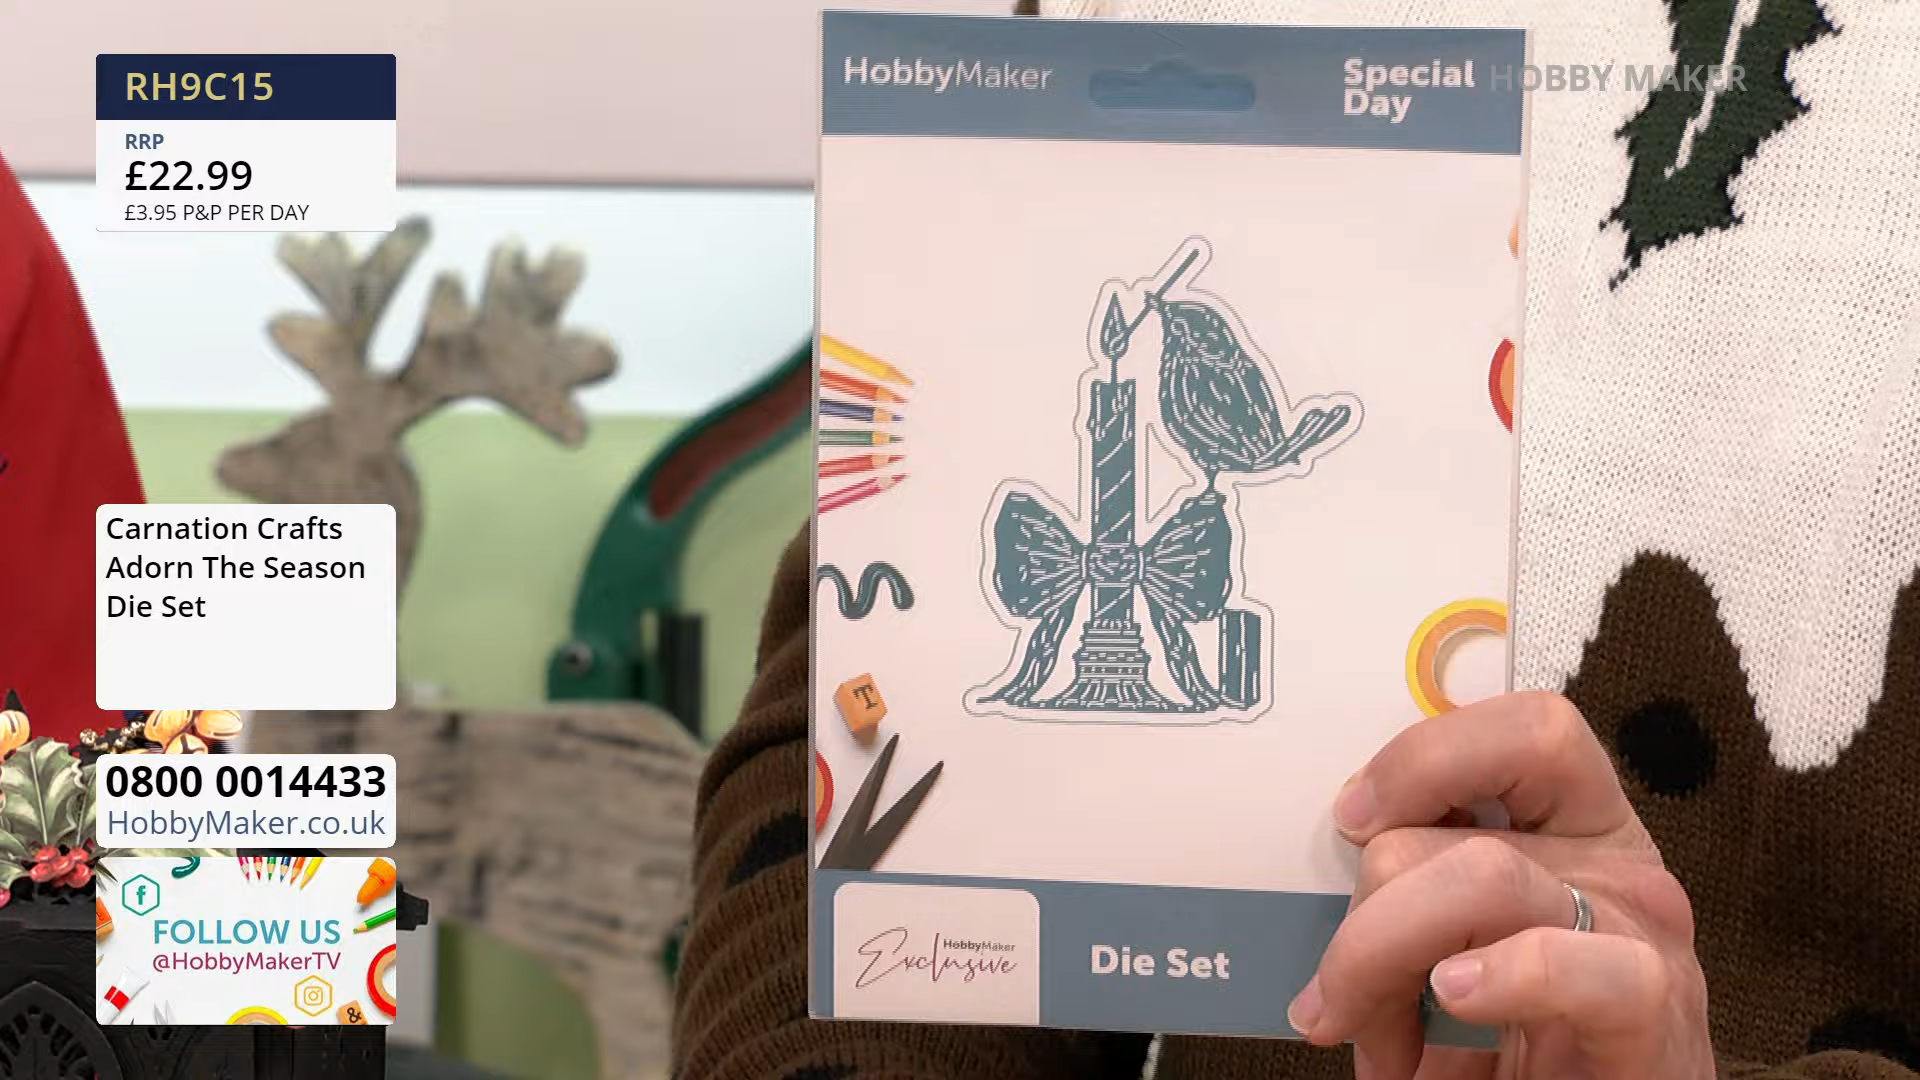 RH9C15
RRP
£22.99
£3.95 P&P PER DAY
Carnation Crafts
Adorn The Season
Die Set
0800 0014433
HobbyMaker.co.uk
FOLLOW US
@HobbyMakerTV
&
HobbyMaker
Special
Day
HOBBY MAKER
T
HobbyMaker
Exclusive
Die Set